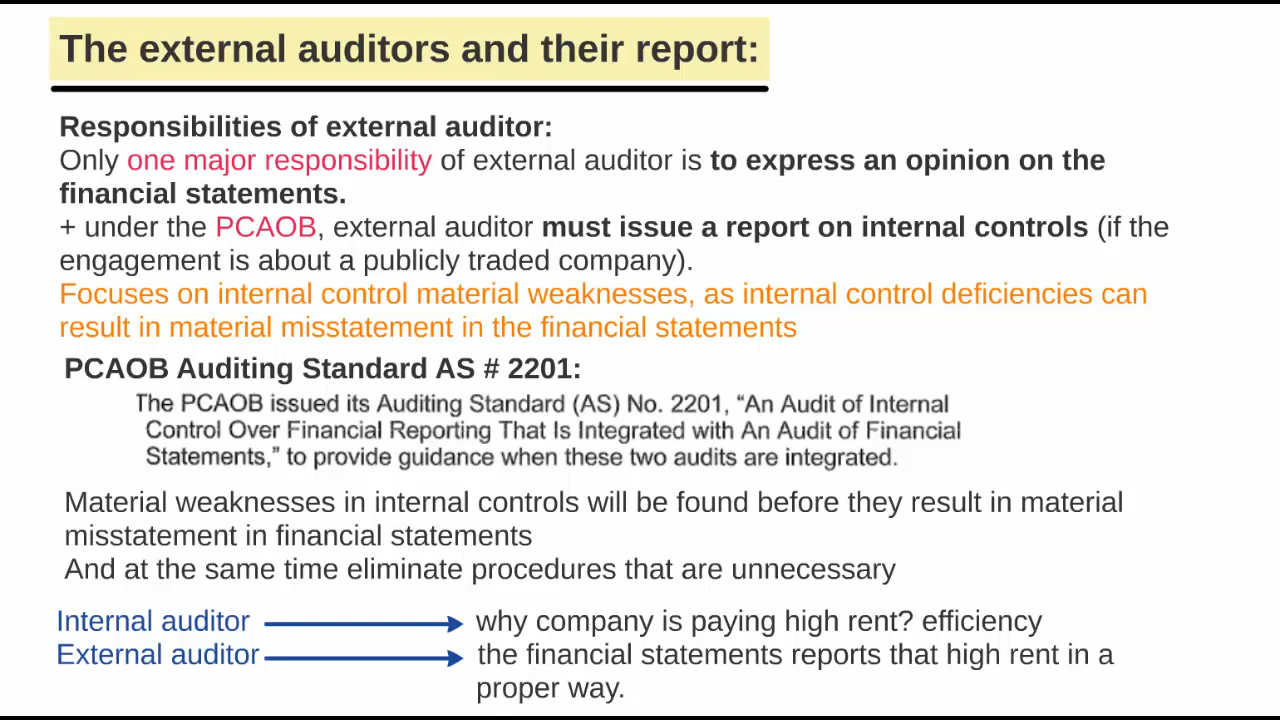 The external auditors and their report:
Responsibilities of external auditor:
Only one major responsibility of external auditor is to express an opinion on the
financial statements.
+ under the PCAOB, external auditor must issue a report on internal controls (if the
engagement is about a publicly traded company).
Focuses on internal control material weaknesses, as internal control deficiencies can
result in material misstatement in the financial statements
PCAOB Auditing Standard AS # 2201:
The PCAOB issued its Auditing Standard (AS) No. 2201, “An Audit of Internal
Control Over Financial Reporting That Is Integrated with An Audit of Financial
Statements,” to provide guidance when these two audits are integrated.
Material weaknesses in internal controls will be found before they result in material
misstatement in financial statements
And at the same time eliminate procedures that are unnecessary
Internal auditor why company is paying high rent? efficiency
External auditor the financial statements reports that high rent in a
proper way.